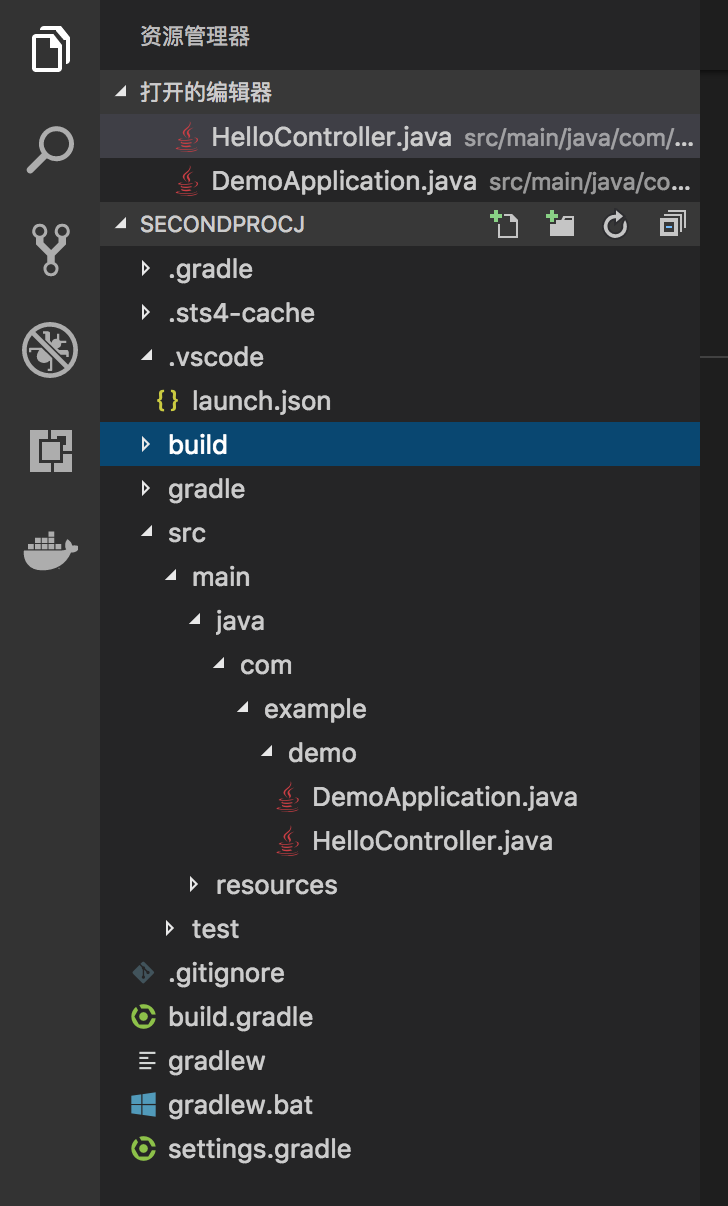 资源管理器
打开的编辑器
HelloController.java src/main/java/com/...
DemoApplication.java src/main/java/co...
SECONDPROCJ
.gradle
.sts4-cache
.vscode
{ } launch.json
build
gradle
src
main
java
com
example
demo
DemoApplication.java
HelloController.java
resources
test
.gitignore
build.gradle
gradlew
gradlew.bat
settings.gradle